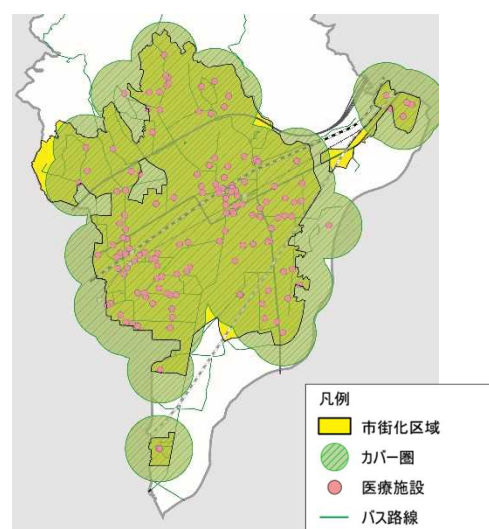 凡例
市街化区域
カバー圏
医療施設
バス路線